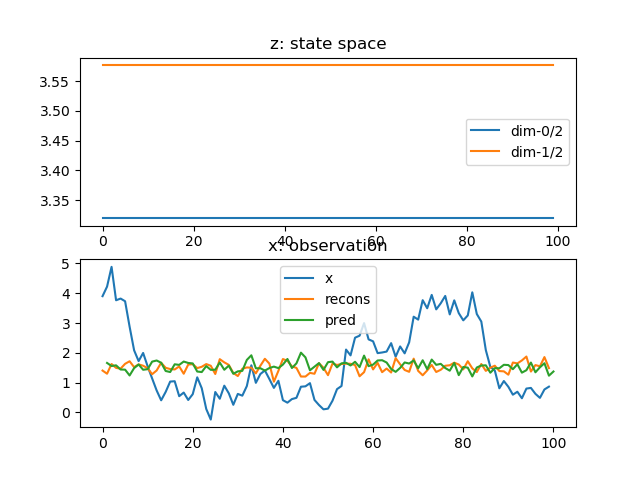 z: state space
3.55
3.50
3.45
3.40
3.35
dim-0/2
dim-1/2
0 20 40 60 80 100
x: observation
5
4
3
2
1
0
x
recons
pred
0 20 40 60 80 100